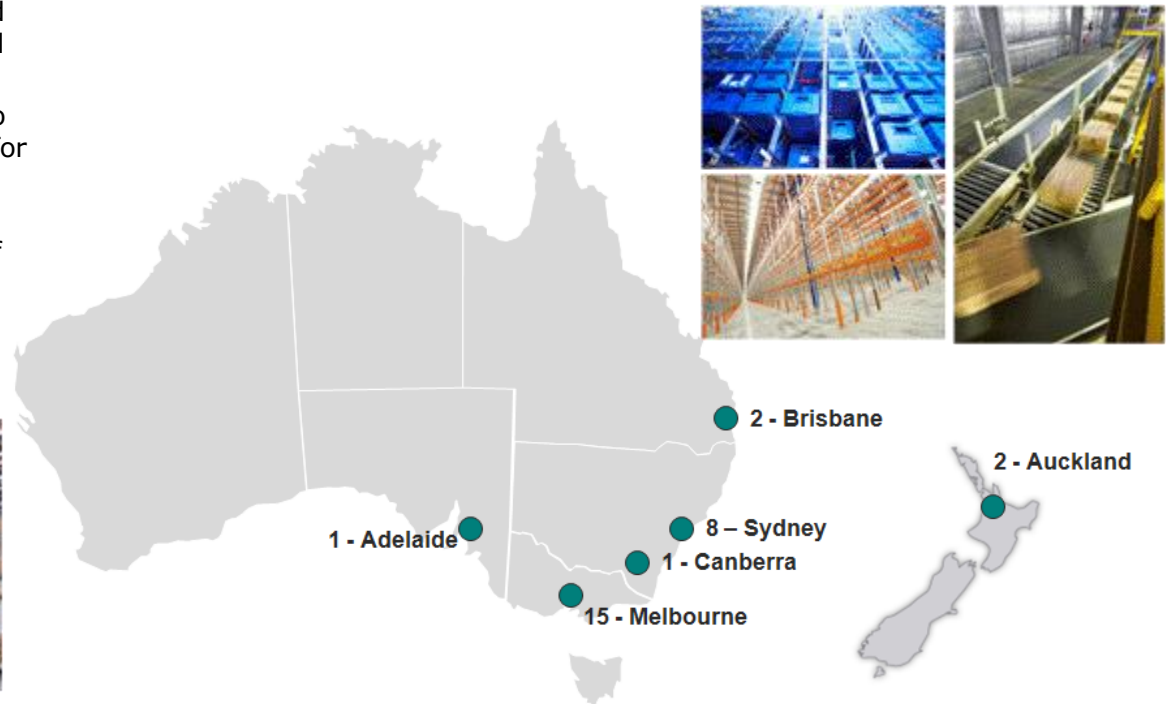 2 - Brisbane
2 - Auckland
1 - Adelaide
8 – Sydney
1 - Canberra
15 - Melbourne